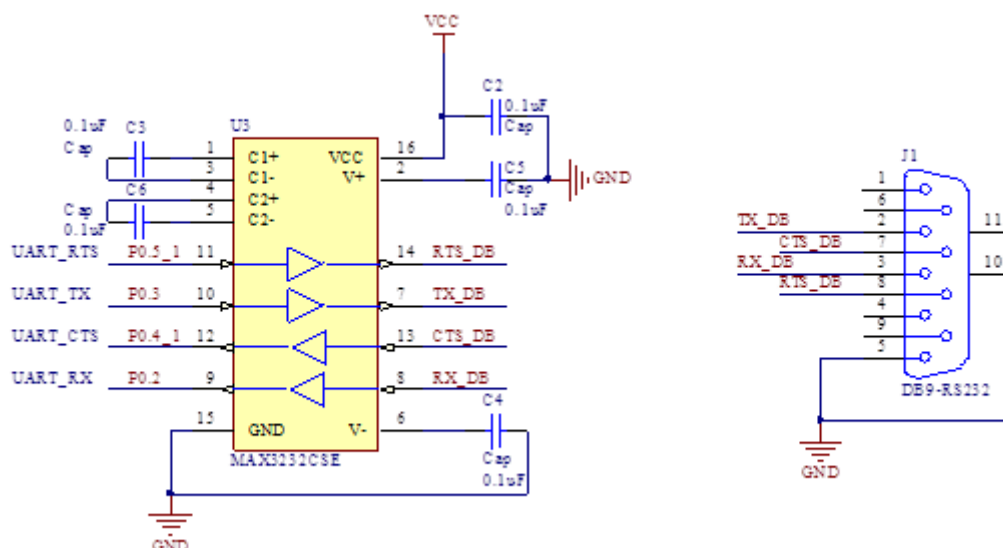 VCC
C2
0.1uF
Cap
C5
Cap
0.1uF
GND
0.1uF C3
Cap
C6
Cap
0.1uF
U3
1 C1+ VCC 16
3 C1- V+ 2
4 C2+
5 C2-
UART_RTS P0.5_1 11 14 RTS_DB
UART_TX P0.3 10 7 TX_DB
UART_CTS P0.4_1 12 13 CTS_DB
UART_RX P0.2 9 8 RX_DB
15 GND V- 6
C4
Cap
0.1uF
MAX3232CSE
GND
J1
1
6
TX_DB 2 11
CTS_DB 7
RX_DB 3 10
RTS_DB 8
4
9
5
DB9-RS232
GND